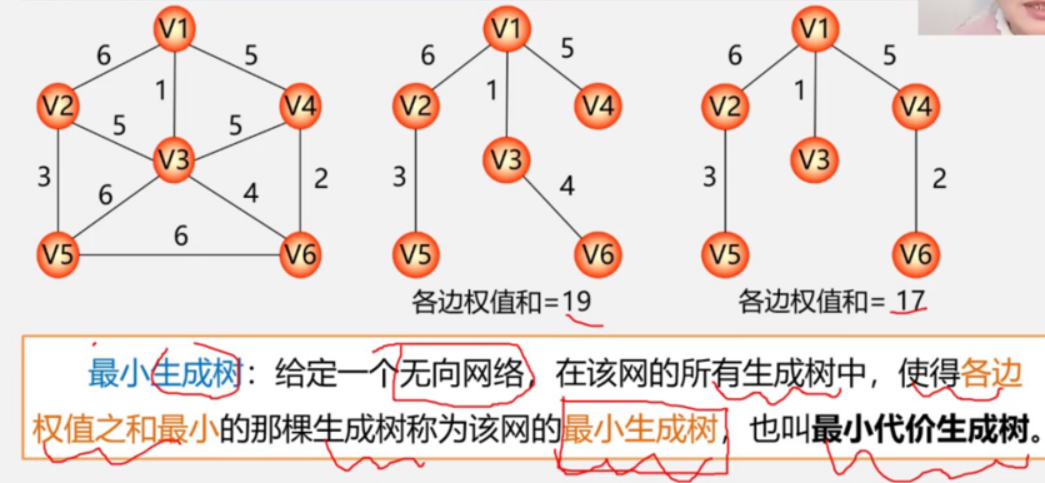 V1 V1 V1
6 5 6 5 6 5
V2 1 V4 V2 1 V4 V2 1 V4
5 5
V3 V3 V3
3 6 4 2 3 4 3 2
6
V5 V6 V5 V6 V5 V6
各边权值和=19 各边权值和= 17
最小生成树：给定一个无向网络，在该网的所有生成树中，使得各边
权值之和最小的那棵生成树称为该网的最小生成树，也叫最小代价生成树。